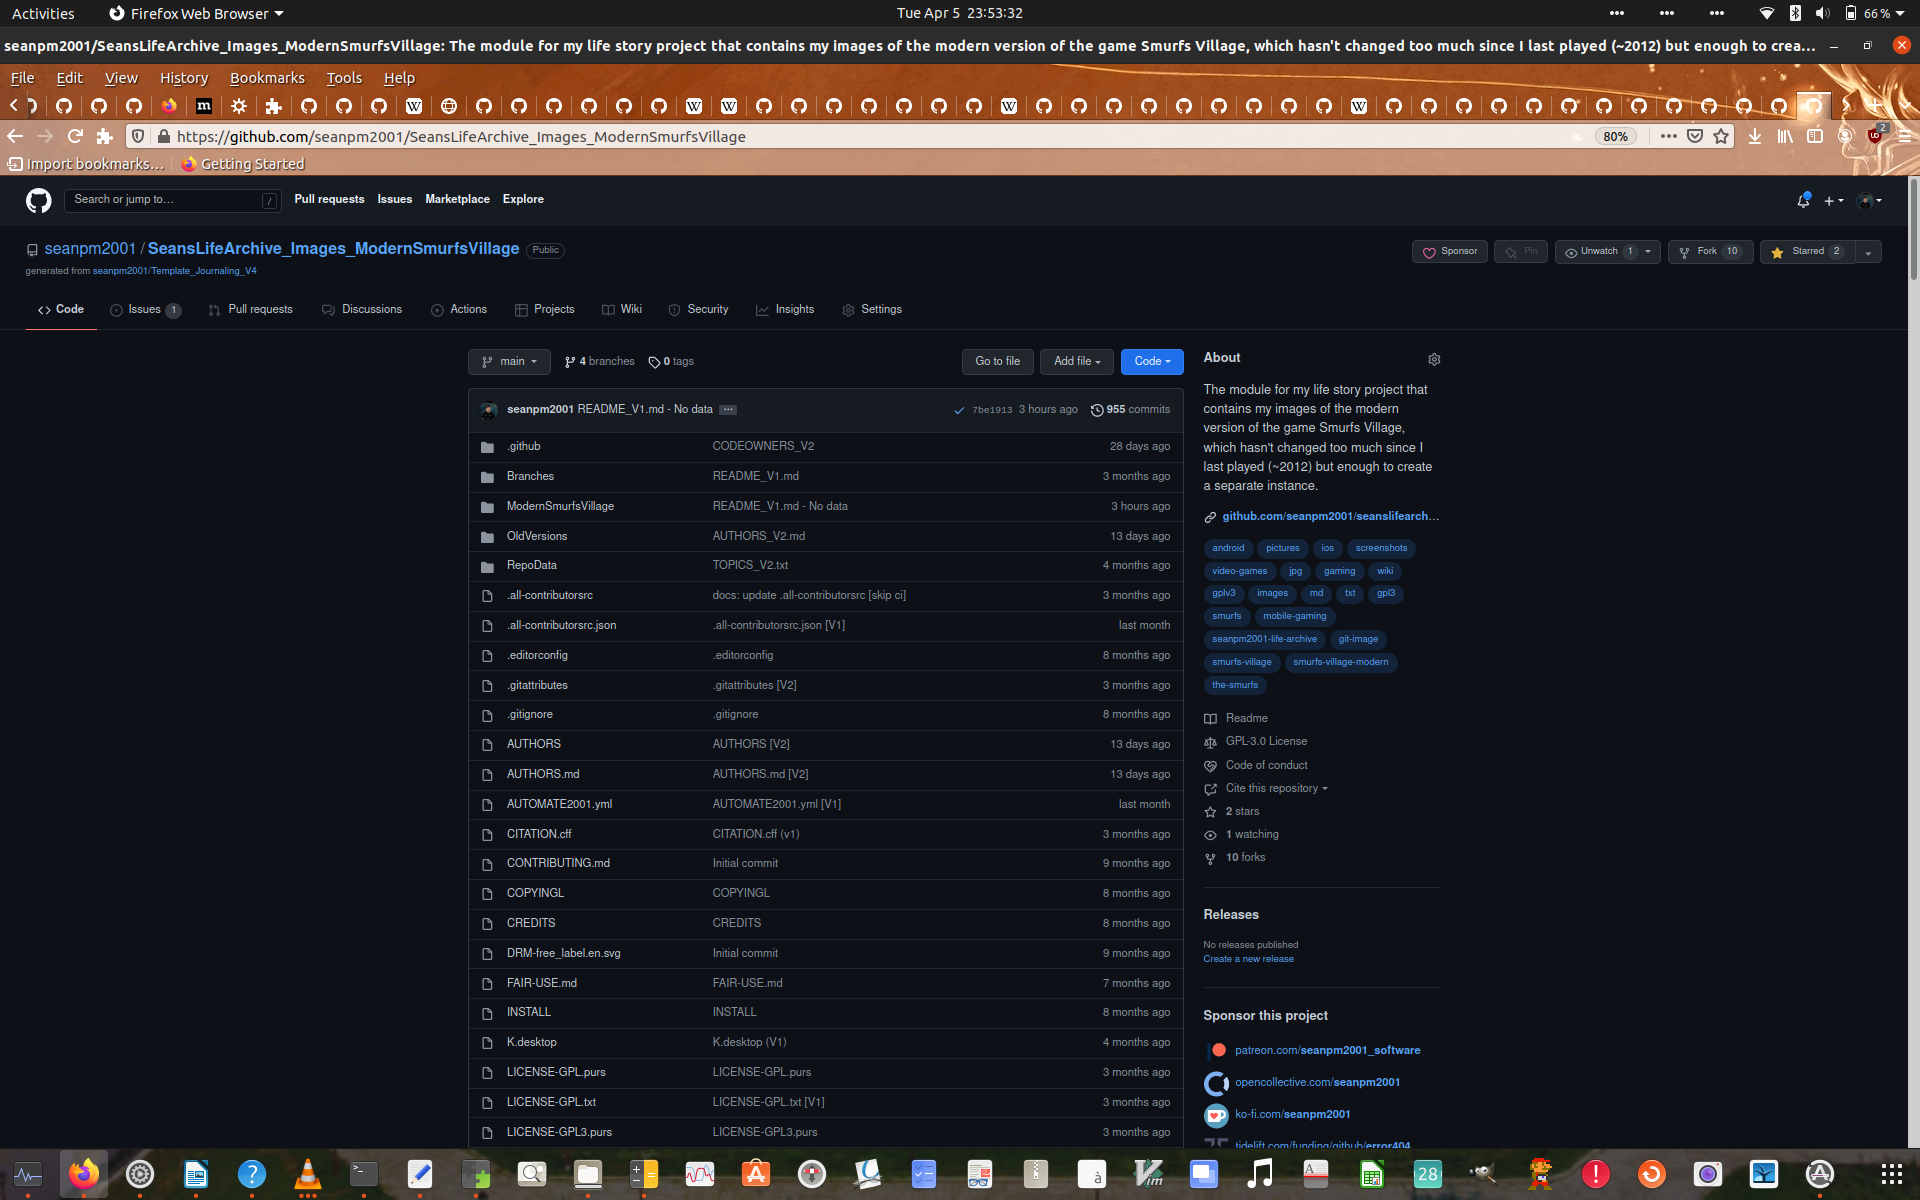 Activities
Firefox Web Browser
Tue Apr 5 23:53:32
66 %
seanpm2001/SeansLifeArchive_Images_ModernSmurfsVillage: The module for my life story project that contains my images of the modern version of the game Smurfs Village, which hasn't changed too much since I last played (~2012) but enough to crea…
File Edit View History Bookmarks Tools Help
https://github.com/seanpm2001/SeansLifeArchive_Images_ModernSmurfsVillage
80%
2
Import bookmarks…
Getting Started
Search or jump to…
/
Pull requests
Issues
Marketplace
Explore
seanpm2001 / SeansLifeArchive_Images_ModernSmurfsVillage Public
generated from seanpm2001/Template_Journaling_V4
Sponsor
Pin
Unwatch 1
Fork 10
Starred 2
Code
Issues 1
Pull requests
Discussions
Actions
Projects
Wiki
Security
Insights
Settings
main
4 branches
0 tags
Go to file
Add file
Code
seanpm2001 README_V1.md - No data … 7be1913 3 hours ago 955 commits
.github CODEOWNERS_V2 28 days ago
Branches README_V1.md 3 months ago
ModernSmurfsVillage README_V1.md - No data 3 hours ago
OldVersions AUTHORS_V2.md 13 days ago
RepoData TOPICS_V2.txt 4 months ago
.all-contributorsrc docs: update .all-contributorsrc [skip ci] 3 months ago
.all-contributorsrc.json .all-contributorsrc.json [V1] last month
.editorconfig .editorconfig 8 months ago
.gitattributes .gitattributes [V2] 3 months ago
.gitignore .gitignore 8 months ago
AUTHORS AUTHORS [V2] 13 days ago
AUTHORS.md AUTHORS.md [V2] 13 days ago
AUTOMATE2001.yml AUTOMATE2001.yml [V1] last month
CITATION.cff CITATION.cff (v1) 3 months ago
CONTRIBUTING.md Initial commit 9 months ago
COPYINGL COPYINGL 8 months ago
CREDITS CREDITS 8 months ago
DRM-free_label.en.svg Initial commit 9 months ago
FAIR-USE.md FAIR-USE.md 7 months ago
INSTALL INSTALL 8 months ago
K.desktop K.desktop (V1) 4 months ago
LICENSE-GPL.purs LICENSE-GPL.purs 3 months ago
LICENSE-GPL.txt LICENSE-GPL.txt [V1] 3 months ago
LICENSE-GPL3.purs LICENSE-GPL3.purs 3 months ago
About
The module for my life story project that
contains my images of the modern
version of the game Smurfs Village,
which hasn't changed too much since I
last played (~2012) but enough to create
a separate instance.
github.com/seanpm2001/seanslifearch…
android pictures ios screenshots
video-games jpg gaming wiki
gplv3 images md txt gpl3
smurfs mobile-gaming
seanpm2001-life-archive git-image
smurfs-village smurfs-village-modern
the-smurfs
Readme
GPL-3.0 License
Code of conduct
Cite this repository
2 stars
1 watching
10 forks
Releases
No releases published
Create a new release
Sponsor this project
patreon.com/seanpm2001_software
opencollective.com/seanpm2001
ko-fi.com/seanpm2001
tidelift.com/funding/github/error404
28